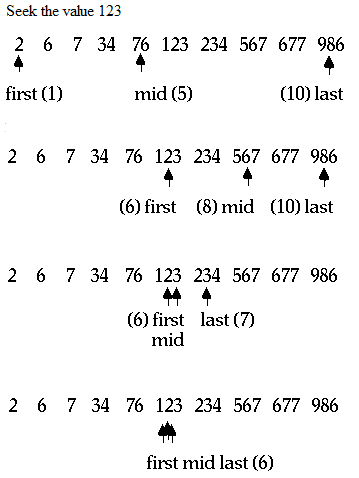 Seek the value 123
2 6 7 34 76 123 234 567 677 986
first (1) mid (5) (10) last
2 6 7 34 76 123 234 567 677 986
(6) first (8) mid (10) last
2 6 7 34 76 123 234 567 677 986
(6) first last (7)
mid
2 6 7 34 76 123 234 567 677 986
first mid last (6)